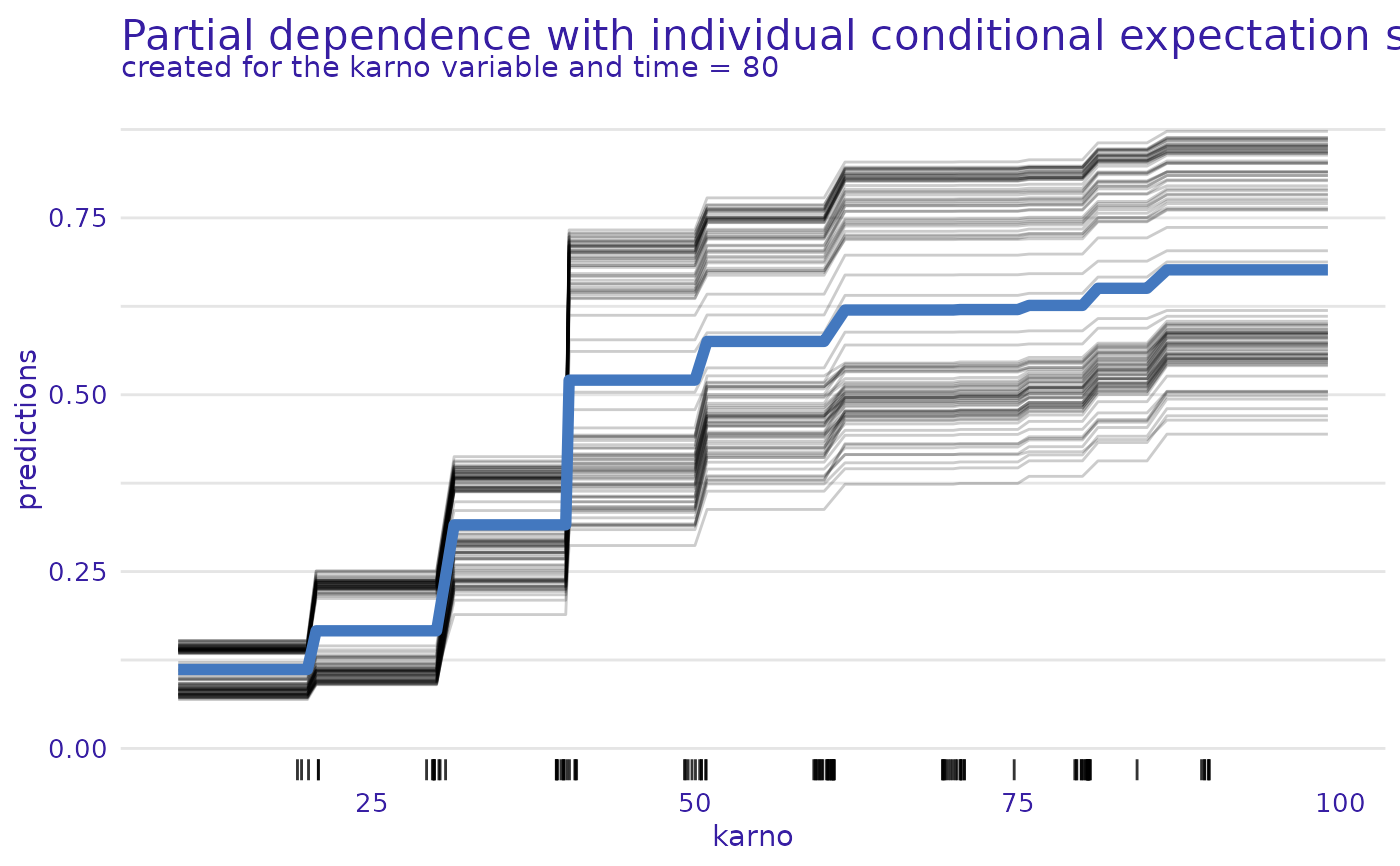 Partial dependence with individual conditional expectation s
created for the karno variable and time = 80
predictions
0.75
0.50
0.25
0.00
25 50 75 100
karno